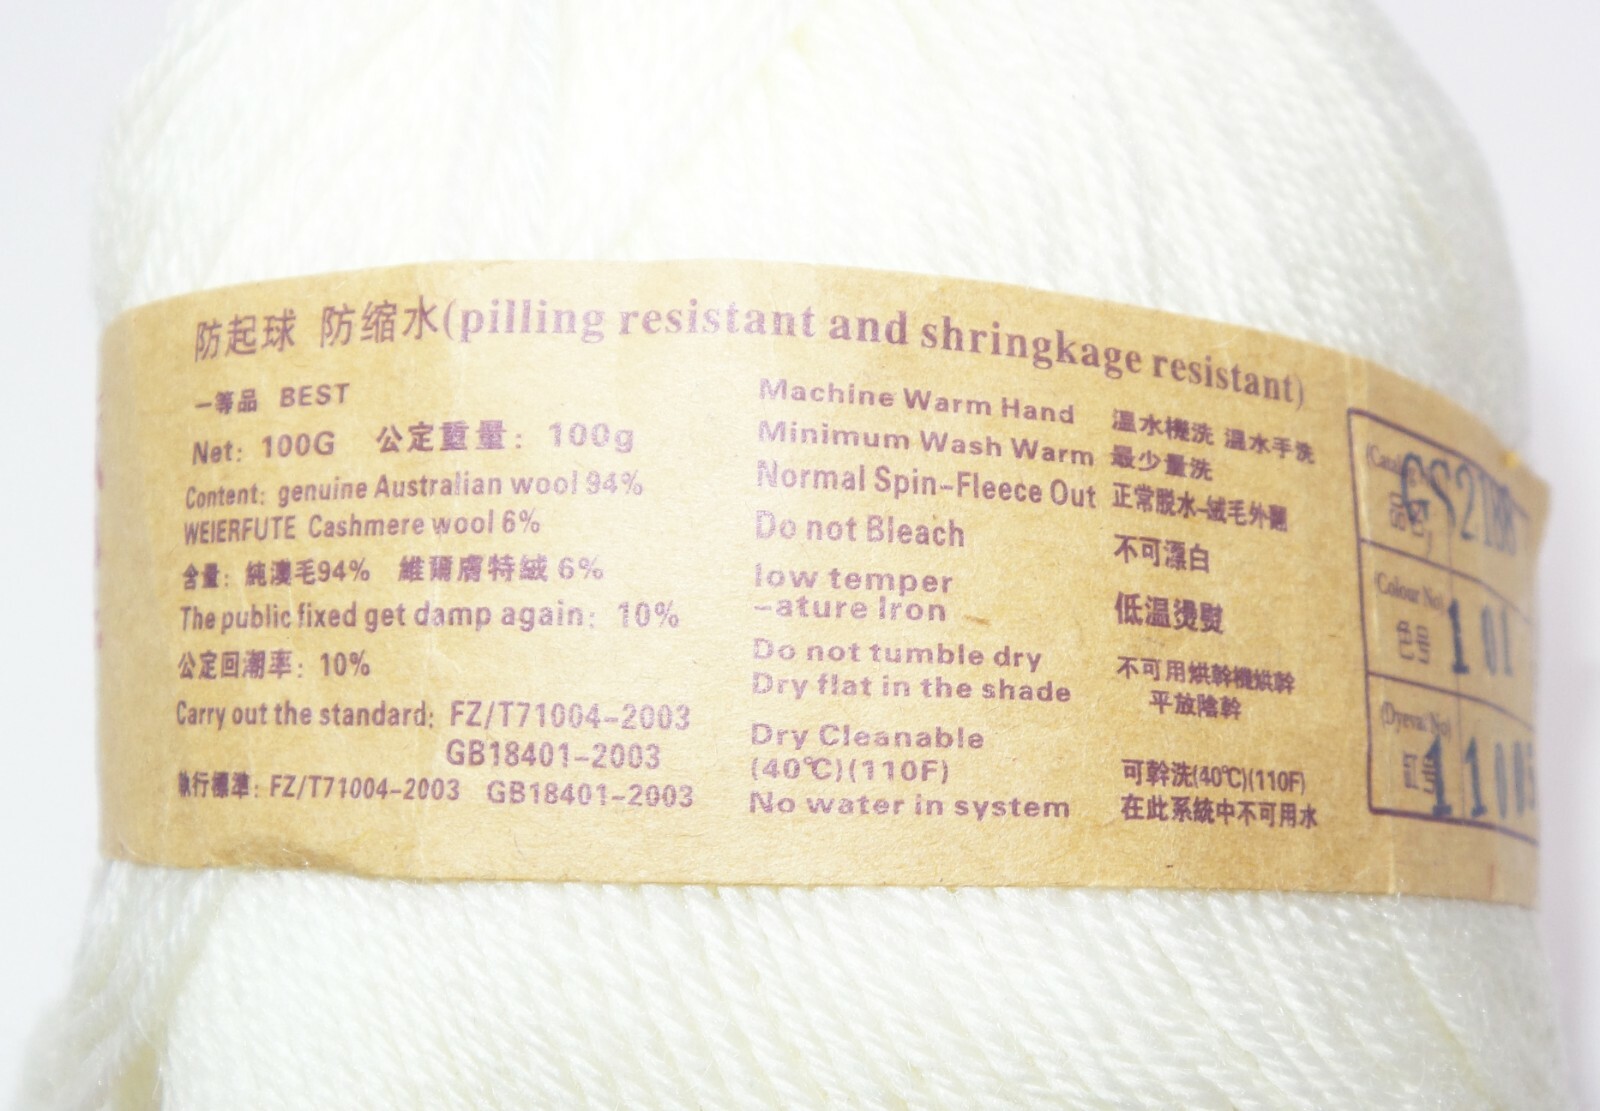 防起球 防缩水(pilling resistant and shringkage resistant)
一等品 BEST
Net: 100G 公定重量: 100g
Content: genuine Australian wool 94%
WEIERFUTE Cashmere wool 6%
含量: 純澳毛94% 維爾膚特絨 6%
The public fixed get damp again: 10%
公定回潮率: 10%
Carry out the standard: FZ/T71004-2003
GB18401-2003
執行標準: FZ/T71004-2003 GB18401-2003
Machine Warm Hand 溫水機洗 溫水手洗
Minimum Wash Warm 最少量洗
Normal Spin-Fleece Out 正常脱水-绒毛外翻
Do not Bleach 不可漂白
low temper
-ature Iron 低温燙熨
Do not tumble dry 不可用烘幹機烘幹
Dry flat in the shade 平放陰幹
Dry Cleanable
(40℃)(110F) 可幹洗(40℃)(110F)
No water in system 在此系統中不可用水
(Colour No)
色号 101